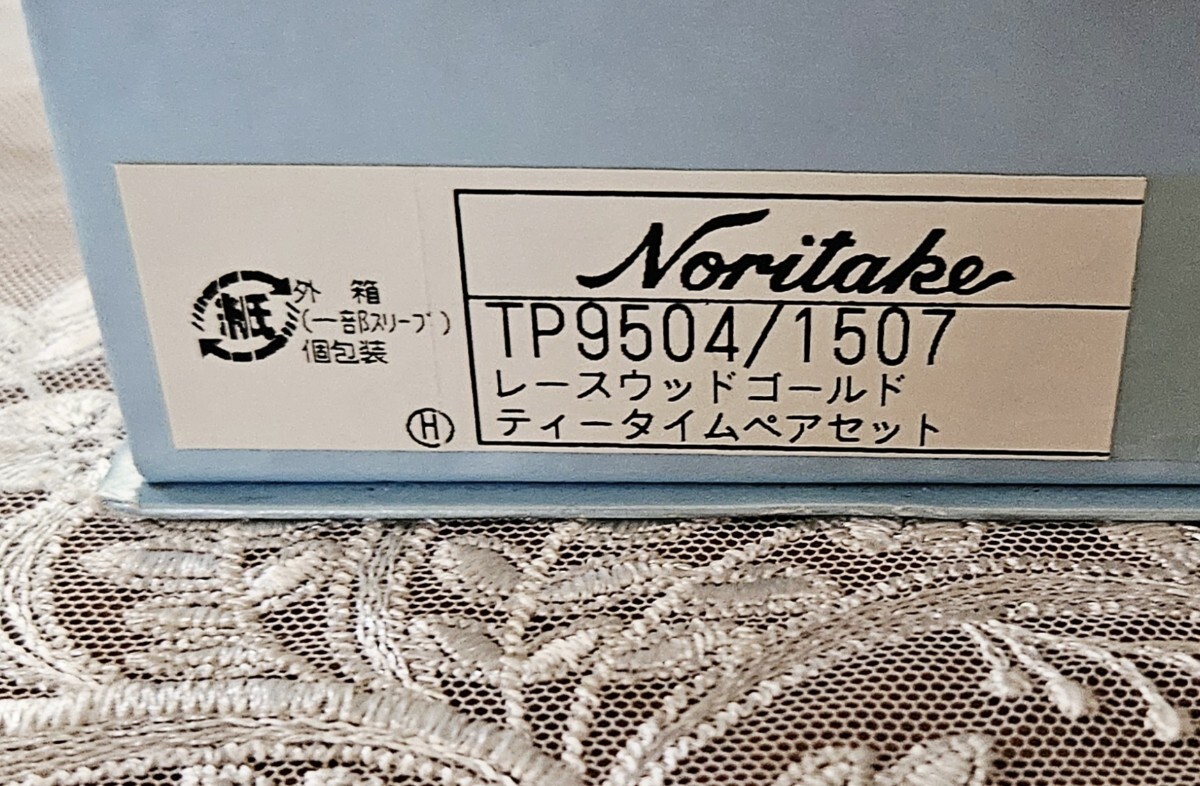 紙
外箱
(一部スリーブ)
個包装
H
Noritake
TP9504/1507
レースウッドゴールド
ティータイムペアセット